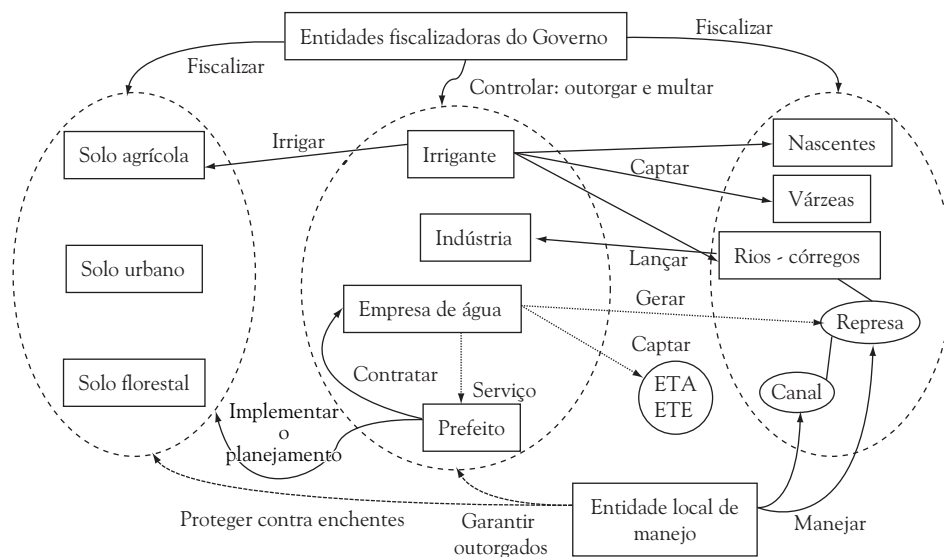 Entidades fiscalizadoras do Governo
Fiscalizar
Fiscalizar
Controlar: outorgar e multar
Solo agrícola
Irrigar
Irrigante
Nascentes
Captar
Várzeas
Solo urbano
Indústria
Lançar
Rios - córregos
Empresa de água
Gerar
Represa
Captar
Solo florestal
Contratar
ETA
ETE
Canal
Serviço
Implementar
o
planejamento
Prefeito
Proteger contra enchentes
Garantir
outorgados
Entidade local de
manejo
Manejar